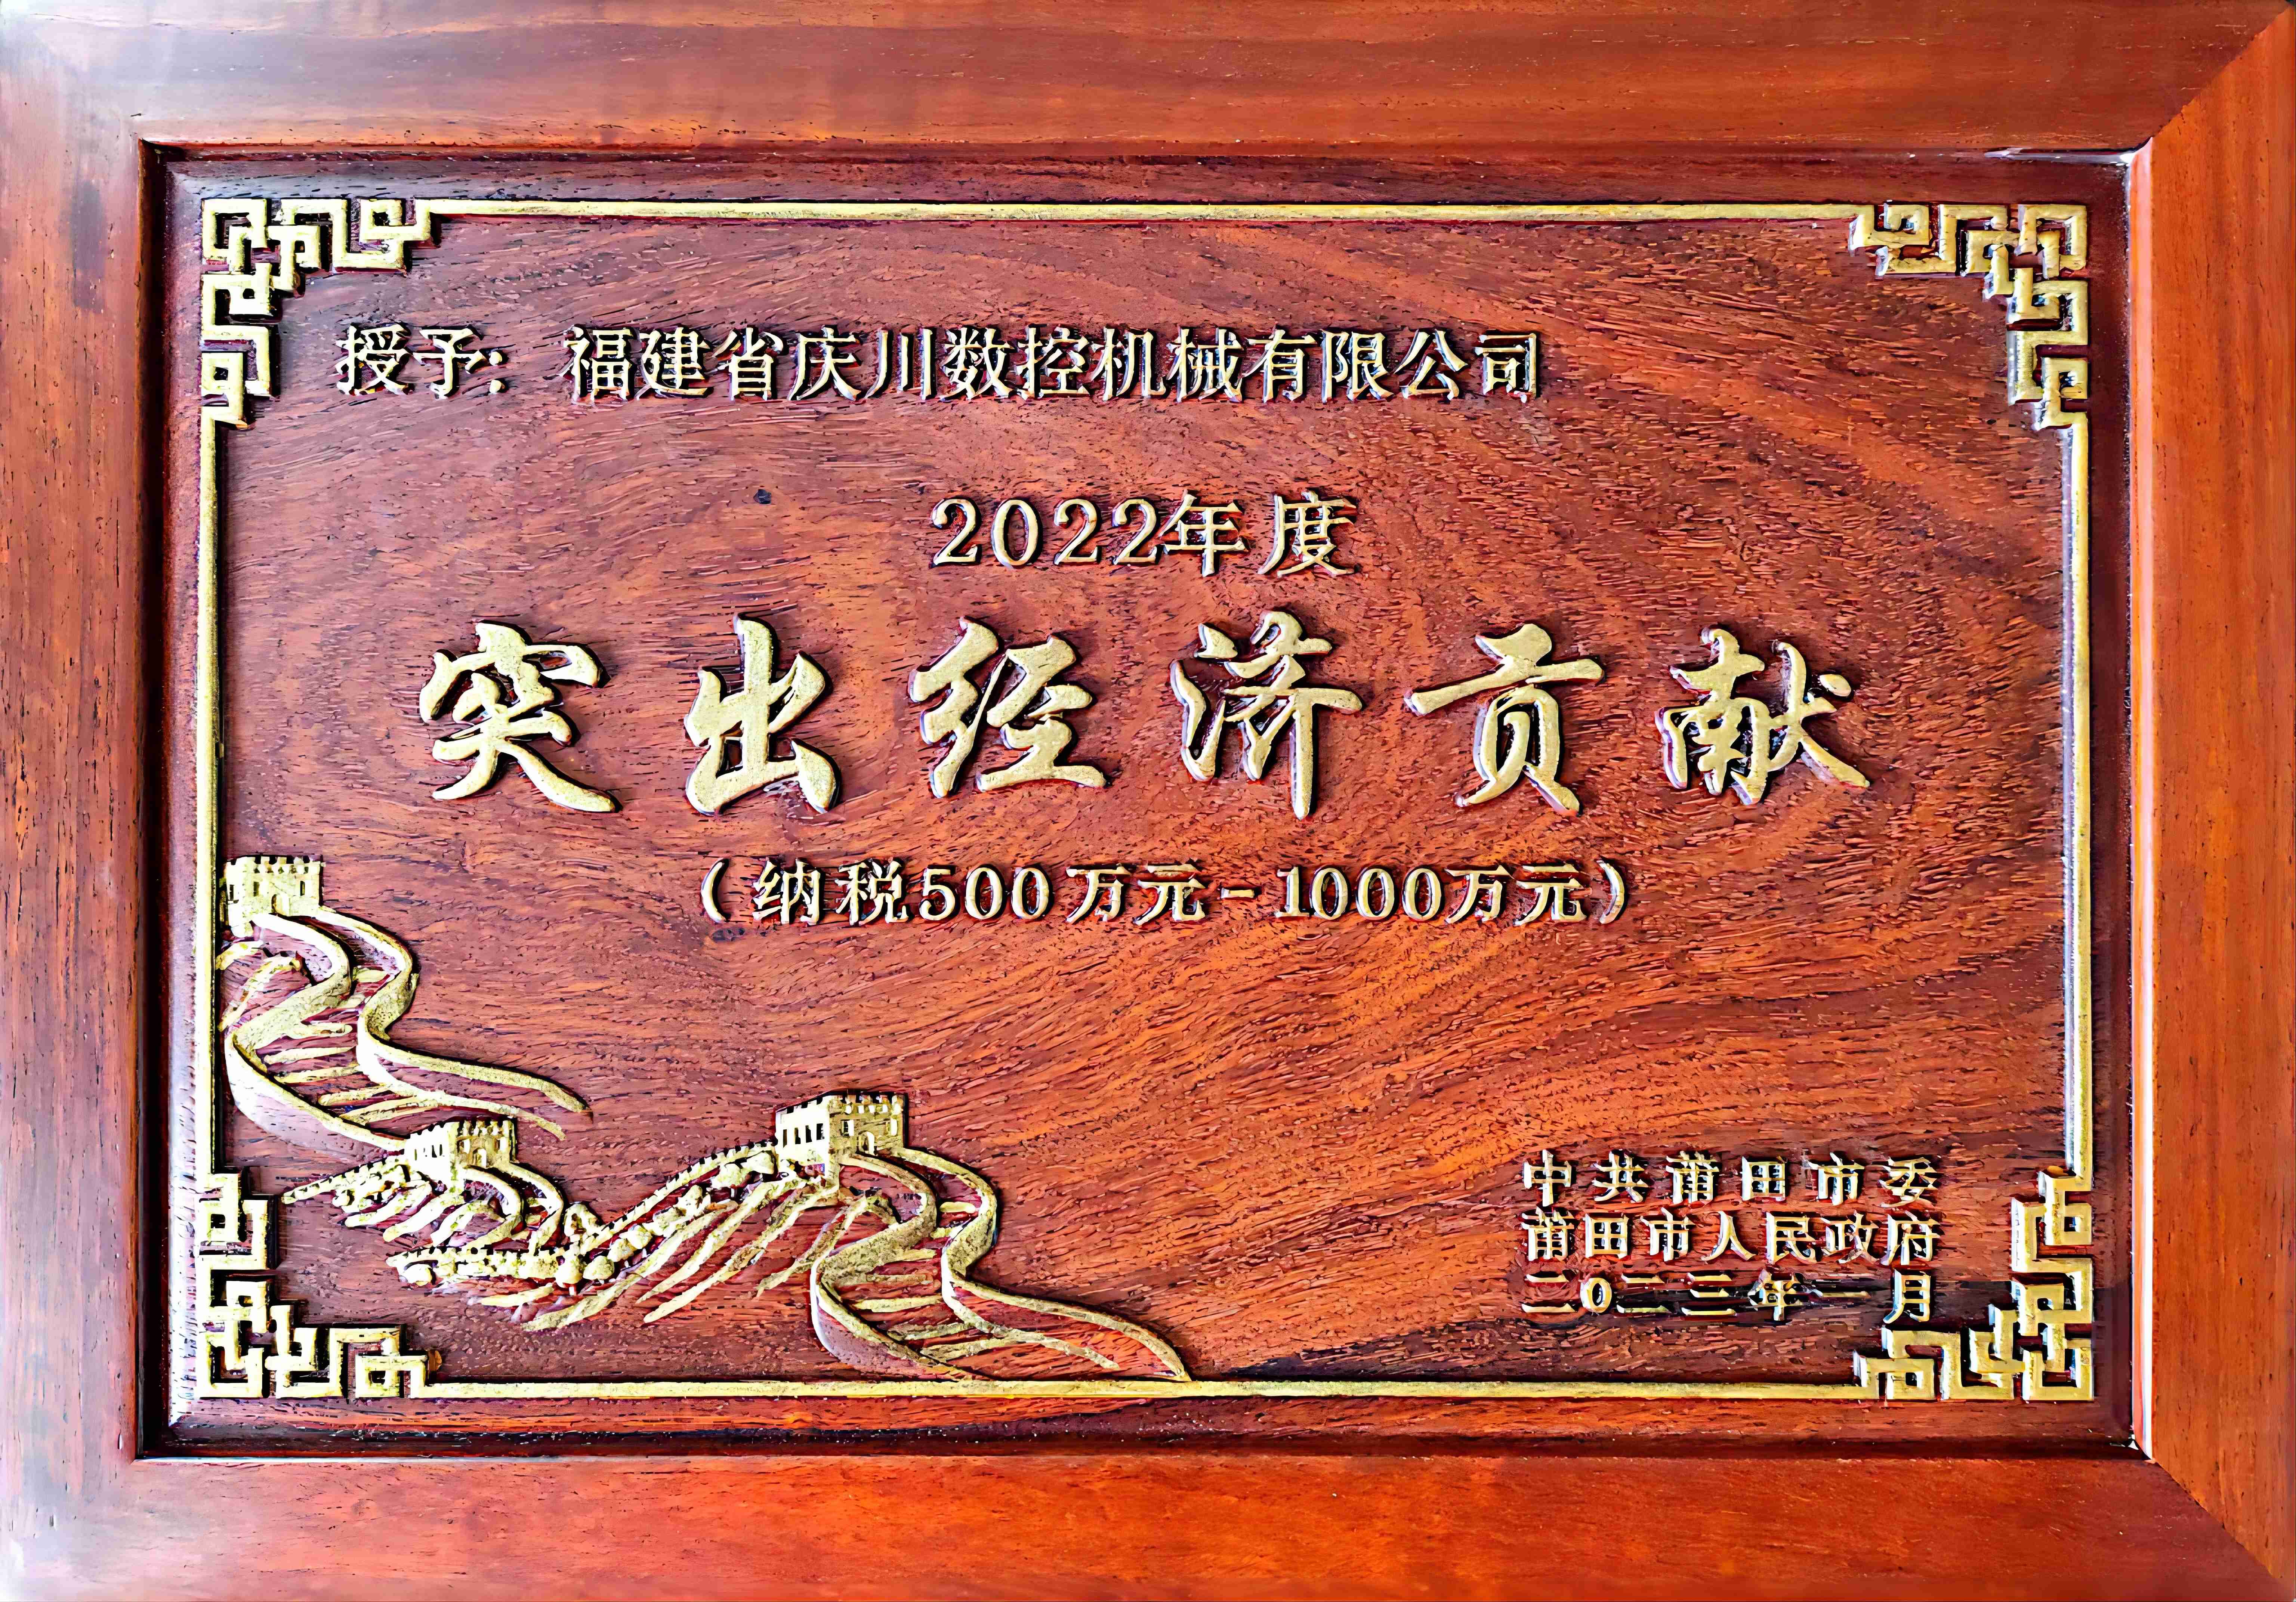 授予：福建省庆川数控机械有限公司
2022年度
突出经济贡献
（纳税500万元-1000万元）
中共莆田市委
莆田市人民政府
二〇二三年一月